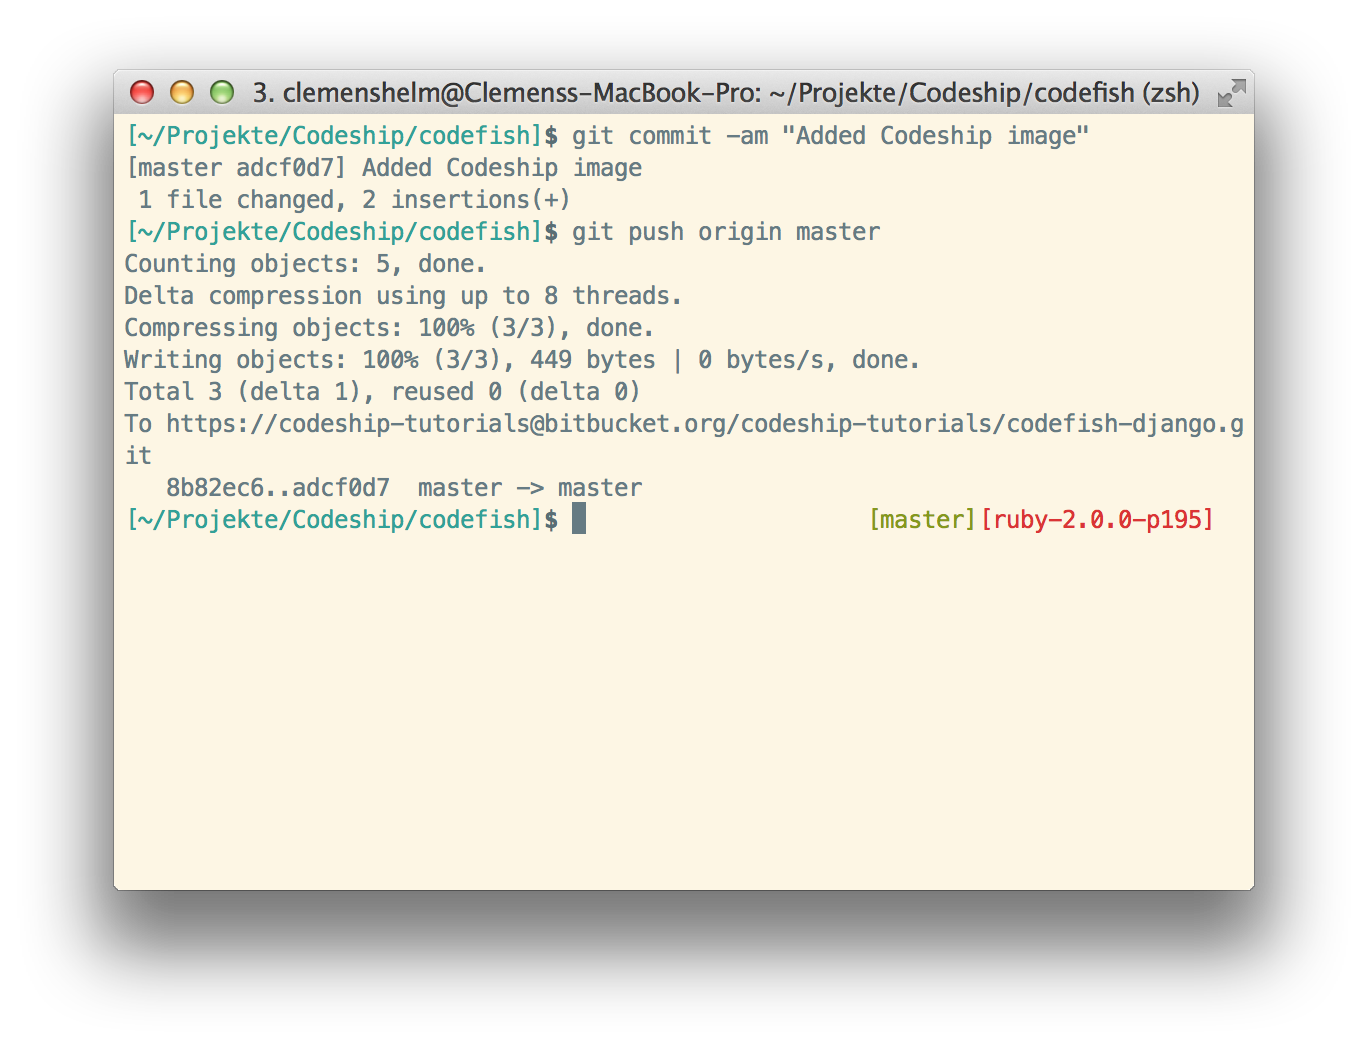 3. clemenshelm@Clemenss-MacBook-Pro: ~/Projekte/Codeship/codefish (zsh)
[~/Projekte/Codeship/codefish]$ git commit -am "Added Codeship image"
[master adcf0d7] Added Codeship image
 1 file changed, 2 insertions(+)
[~/Projekte/Codeship/codefish]$ git push origin master
Counting objects: 5, done.
Delta compression using up to 8 threads.
Compressing objects: 100% (3/3), done.
Writing objects: 100% (3/3), 449 bytes | 0 bytes/s, done.
Total 3 (delta 1), reused 0 (delta 0)
To https://codeship-tutorials@bitbucket.org/codeship-tutorials/codefish-django.g
it
   8b82ec6..adcf0d7  master -> master
[~/Projekte/Codeship/codefish]$ [master][ruby-2.0.0-p195]